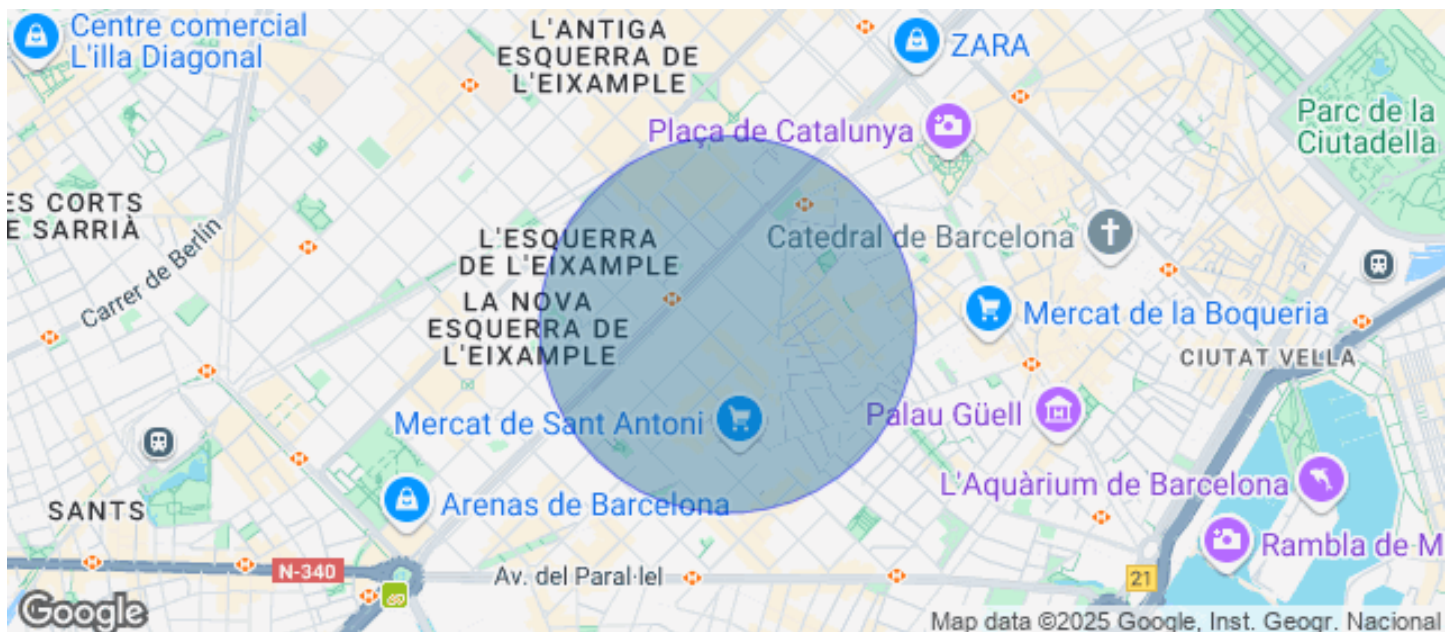 Centre comercial
L'illa Diagonal
L'ANTIGA
ESQUERRA DE
L'EIXAMPLE
ZARA
Plaça de Catalunya
Parc de la
Ciutadella
ES CORTS
E SARRIÀ
Carrer de Berlín
L'ESQUERRA
DE L'EIXAMPLE
Catedral de Barcelona
LA NOVA
ESQUERRA DE
L'EIXAMPLE
Mercat de la Boqueria
CIUTAT VELLA
Mercat de Sant Antoni
Palau Güell
L'Aquàrium de Barcelona
Arenas de Barcelona
SANTS
Rambla de M
N-340
Av. del Paral·lel
21
Google
Map data ©2025 Google, Inst. Geogr. Nacional